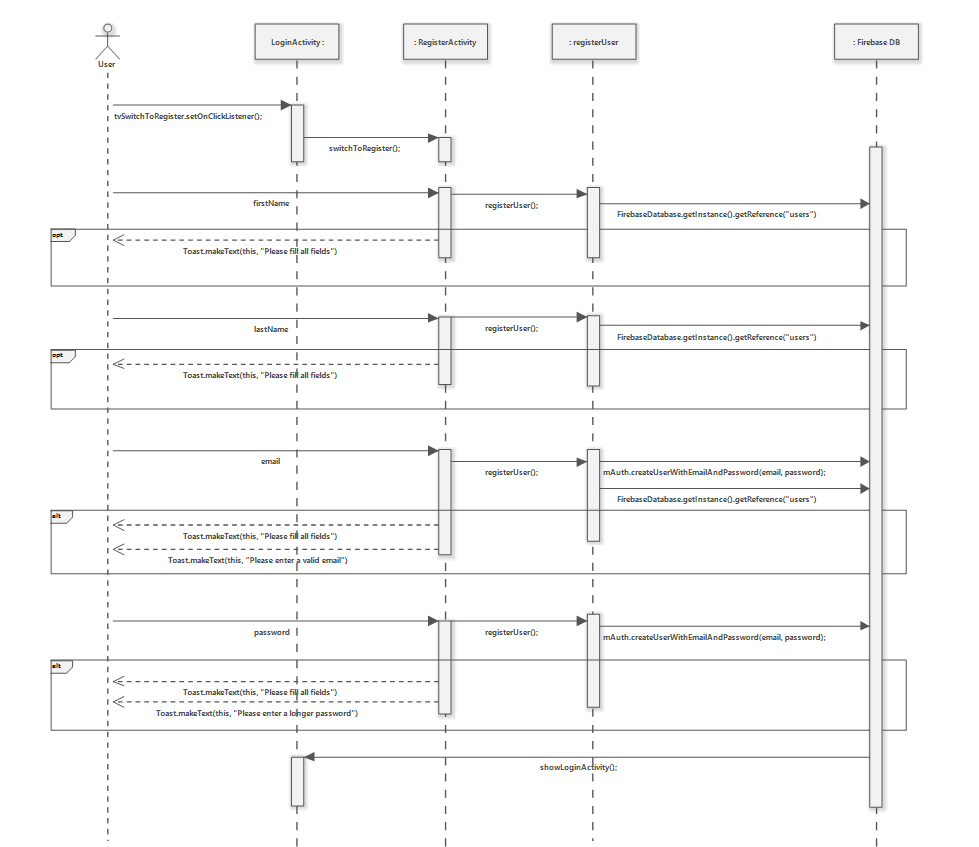 LoginActivity :
: RegisterActivity
: registerUser
: Firebase DB
User
tvSwitchToRegister.setOnClickListener();
switchToRegister();
firstName
registerUser();
FirebaseDatabase.getInstance().getReference("users")
opt
Toast.makeText(this, "Please fill all fields")
lastName
registerUser();
FirebaseDatabase.getInstance().getReference("users")
opt
Toast.makeText(this, "Please fill all fields")
email
registerUser();
mAuth.createUserWithEmailAndPassword(email, password);
FirebaseDatabase.getInstance().getReference("users")
alt
Toast.makeText(this, "Please fill all fields")
Toast.makeText(this, "Please enter a valid email")
password
registerUser();
mAuth.createUserWithEmailAndPassword(email, password);
alt
Toast.makeText(this, "Please fill all fields")
Toast.makeText(this, "Please enter a longer password")
showLoginActivity();